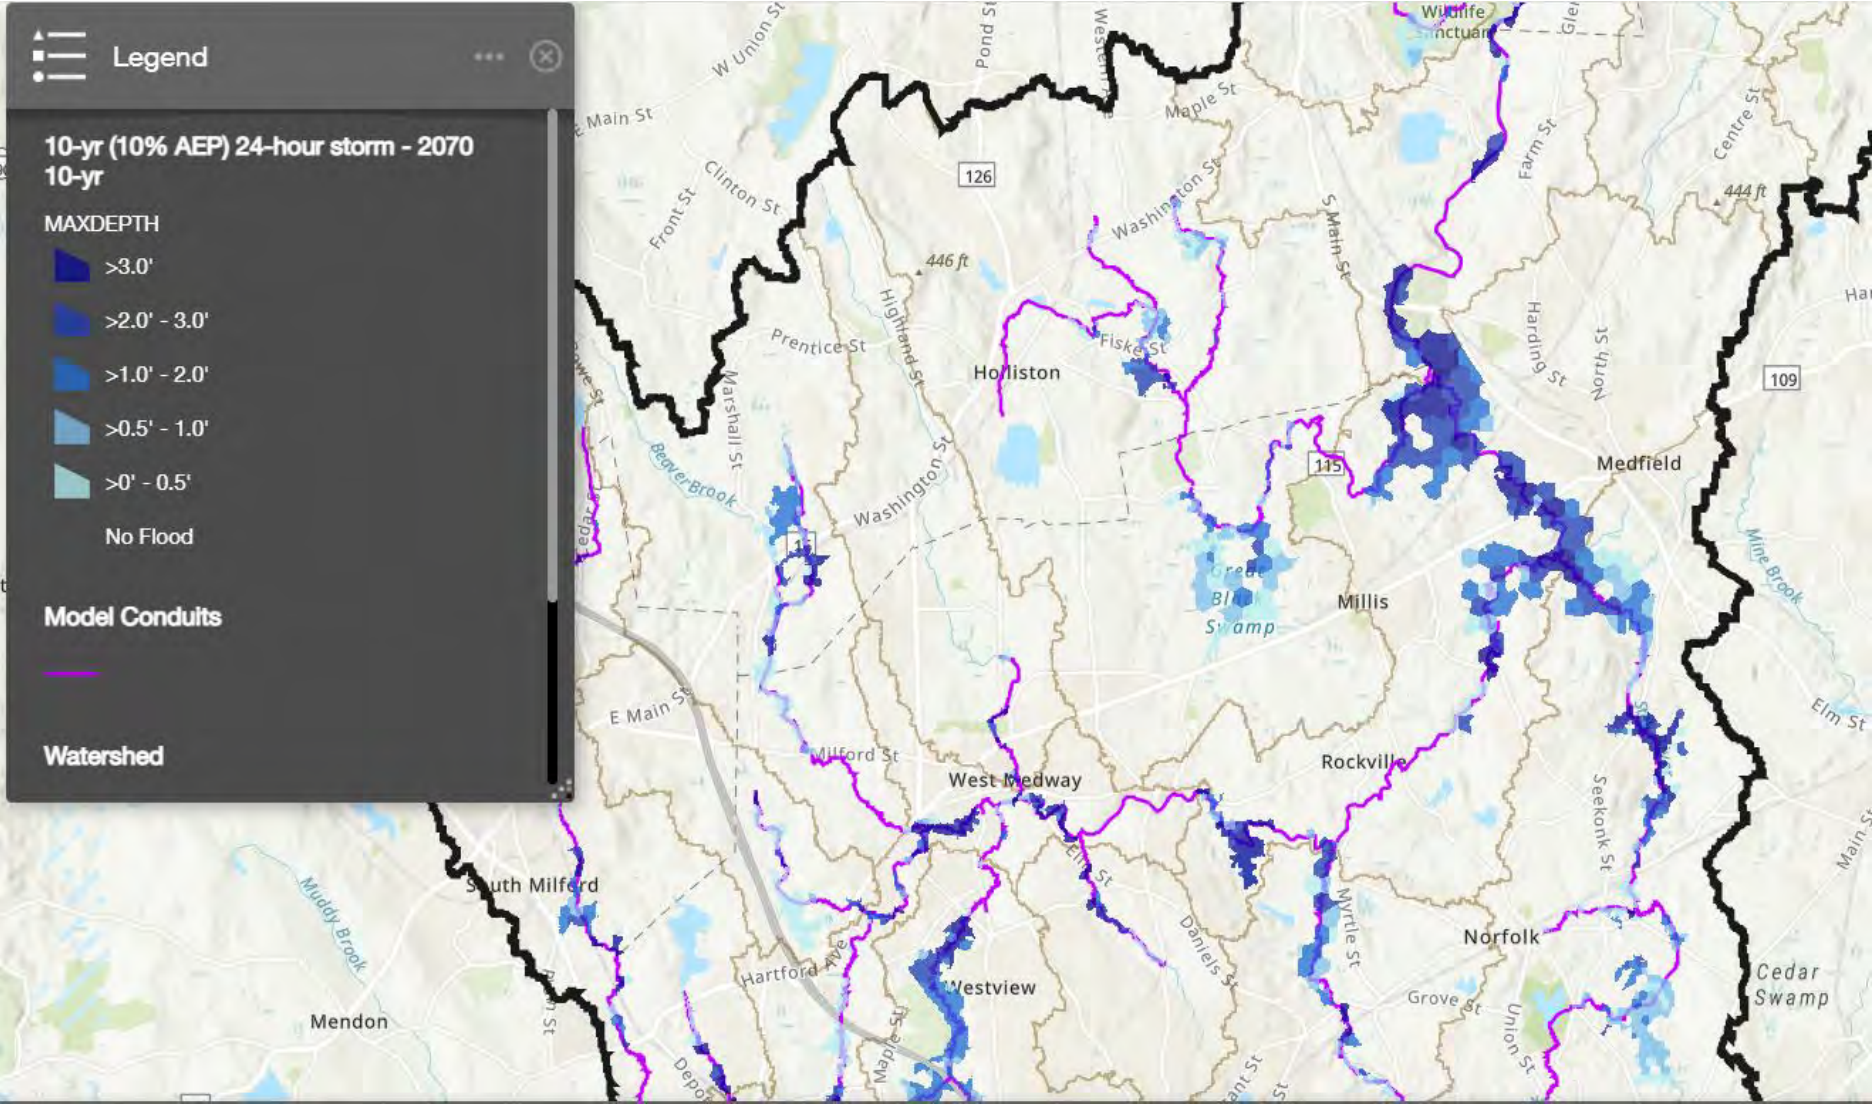 Legend
10-yr (10% AEP) 24-hour storm - 2070
10-yr
MAXDEPTH
>3.0'
>2.0' - 3.0'
>1.0' - 2.0'
>0.5' - 1.0'
>0' - 0.5'
No Flood
Model Conduits
Watershed
W Union St
Pond St
Wildlife
E Main St
Maple St
126
Clinton St
Front St
Washington St
S Main St
Farm St
Centre St
444 ft
446 ft
Highland St
Prentice St
Fiske St
Holliston
Harding St
North St
109
Marshall St
Beaver Brook
Washington St
115
Medfield
Mine Brook
Great
Black
Swamp
Millis
E Main St
Milford St
West Medway
Rockville
Elm St
Seekonk St
Main St
South Milford
Muddy Brook
Elm St
Daniels St
Myrtle St
Norfolk
Hartford Ave
Westview
Cedar
Swamp
Grove St
Union St
Mendon
Maple St